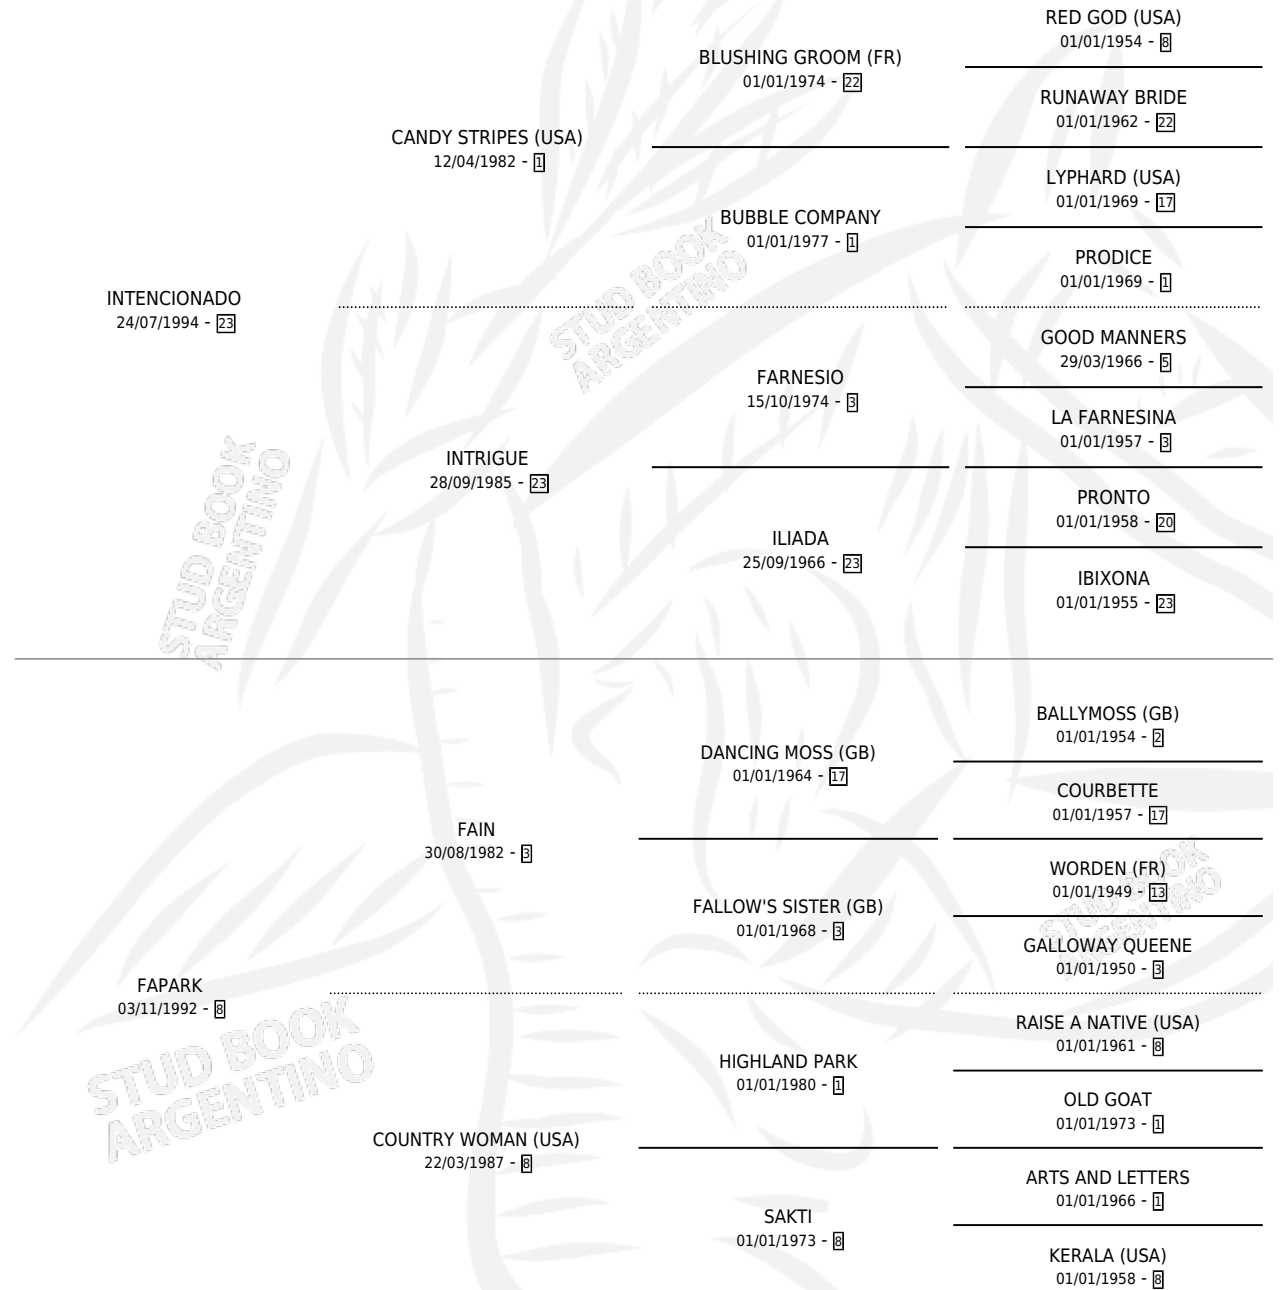 RED GOD (USA)
01/01/1954 - 8
BLUSHING GROOM (FR)
01/01/1974 - 22
RUNAWAY BRIDE
01/01/1962 - 22
CANDY STRIPES (USA)
12/04/1982 - 1
LYPHARD (USA)
01/01/1969 - 17
BUBBLE COMPANY
01/01/1977 - 1
PRODICE
01/01/1969 - 1
INTENCIONADO
24/07/1994 - 23
GOOD MANNERS
29/03/1966 - 5
FARNESIO
15/10/1974 - 3
LA FARNESINA
01/01/1957 - 3
INTRIGUE
28/09/1985 - 23
PRONTO
01/01/1958 - 20
ILIADA
25/09/1966 - 23
IBIXONA
01/01/1955 - 23
BALLYMOSS (GB)
01/01/1954 - 2
DANCING MOSS (GB)
01/01/1964 - 17
COURBETTE
01/01/1957 - 17
FAIN
30/08/1982 - 3
WORDEN (FR)
01/01/1949 - 13
FALLOW'S SISTER (GB)
01/01/1968 - 3
GALLOWAY QUEENE
01/01/1950 - 3
FAPARK
03/11/1992 - 8
RAISE A NATIVE (USA)
01/01/1961 - 8
HIGHLAND PARK
01/01/1980 - 1
OLD GOAT
01/01/1973 - 1
COUNTRY WOMAN (USA)
22/03/1987 - 8
ARTS AND LETTERS
01/01/1966 - 1
SAKTI
01/01/1973 - 8
KERALA (USA)
01/01/1958 - 8
STUD BOOK
ARGENTINO
STUD BOOK
ARGENTINO
STUD BOOK
ARGENTINO
STUD BOOK
ARGENTINO